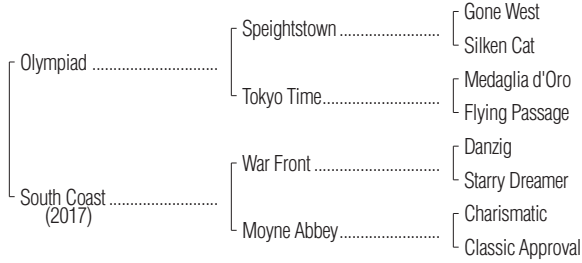 Gone West
Speightstown
Silken Cat
Olympiad
Medaglia d'Oro
Tokyo Time
Flying Passage
Danzig
War Front
Starry Dreamer
South Coast
(2017)
Charismatic
Moyne Abbey
Classic Approval